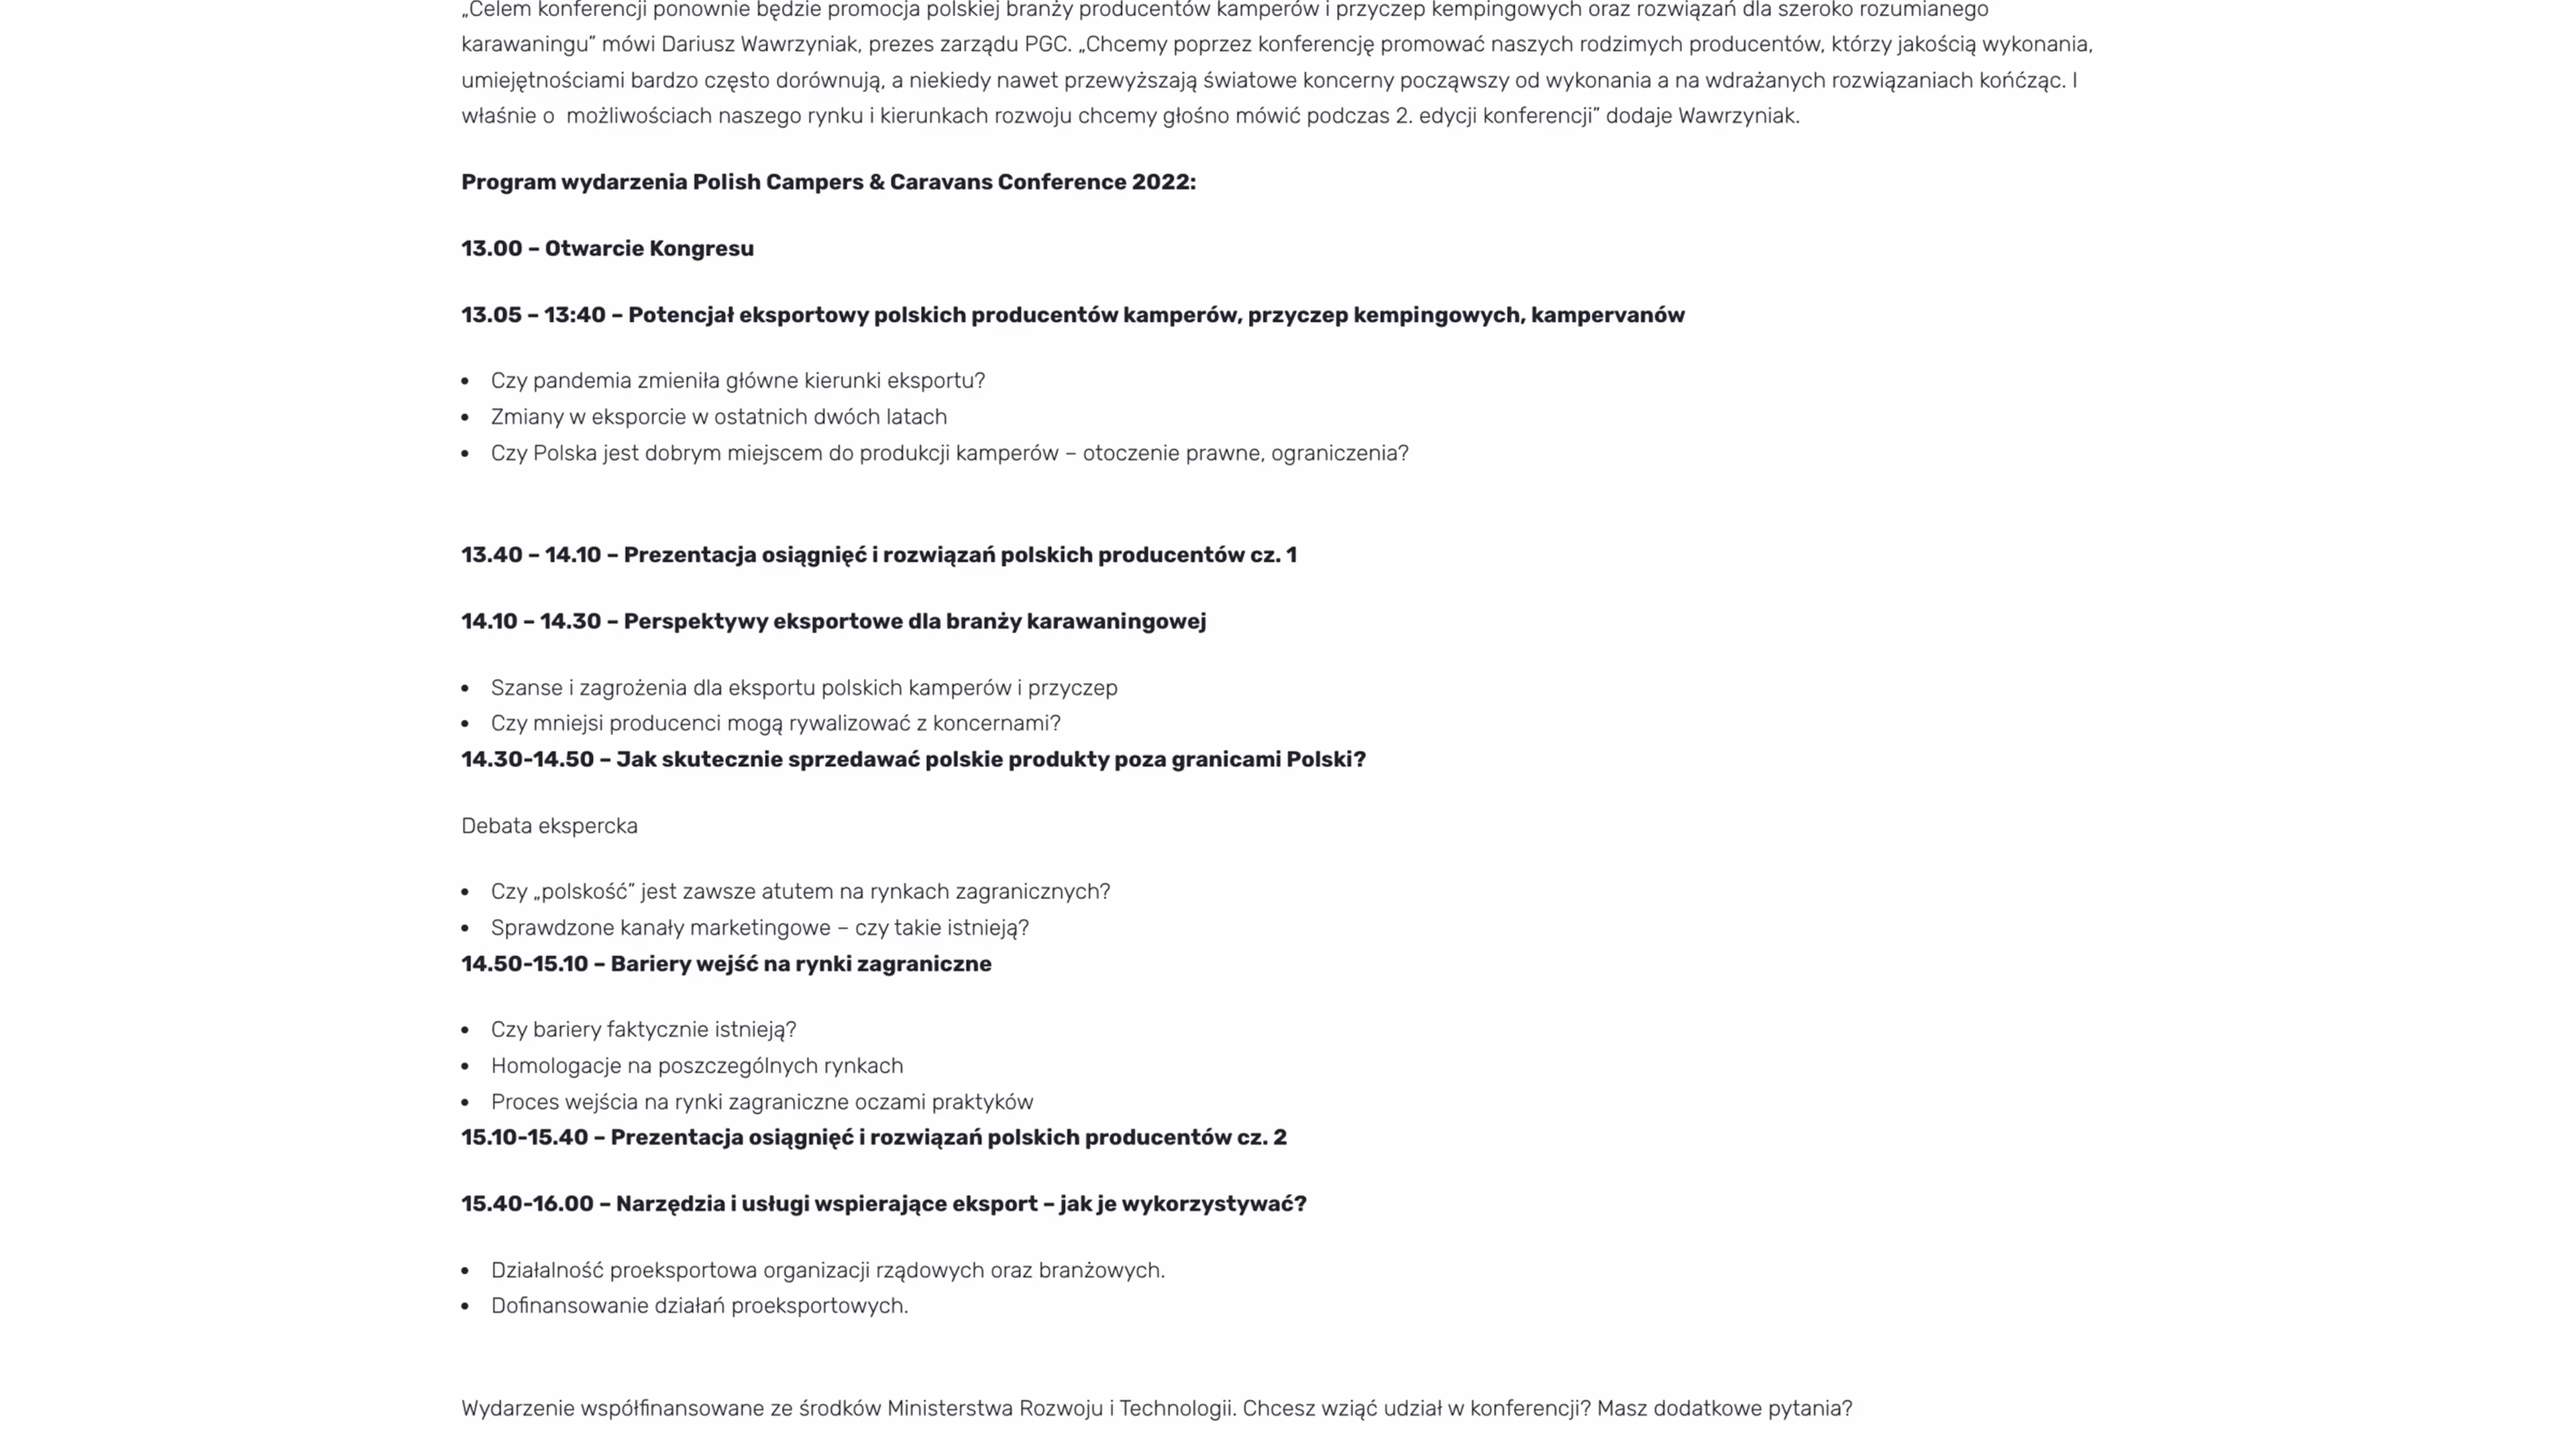 „Celem konferencji ponownie będzie promocja polskiej branży producentów kamperów i przyczep kempingowych oraz rozwiązań dla szeroko rozumianego
karawaningu” mówi Dariusz Wawrzyniak, prezes zarządu PGC. „Chcemy poprzez konferencję promować naszych rodzimych producentów, którzy jakością wykonania,
umiejętnościami bardzo często dorównują, a niekiedy nawet przewyższają światowe koncerny począwszy od wykonania a na wdrażanych rozwiązaniach kończąc. I
właśnie o  możliwościach naszego rynku i kierunkach rozwoju chcemy głośno mówić podczas 2. edycji konferencji” dodaje Wawrzyniak.
Program wydarzenia Polish Campers & Caravans Conference 2022:
13.00 – Otwarcie Kongresu
13.05 – 13:40 – Potencjał eksportowy polskich producentów kamperów, przyczep kempingowych, kampervanów
• Czy pandemia zmieniła główne kierunki eksportu?
• Zmiany w eksporcie w ostatnich dwóch latach
• Czy Polska jest dobrym miejscem do produkcji kamperów – otoczenie prawne, ograniczenia?
13.40 – 14.10 – Prezentacja osiągnięć i rozwiązań polskich producentów cz. 1
14.10 – 14.30 – Perspektywy eksportowe dla branży karawaningowej
• Szanse i zagrożenia dla eksportu polskich kamperów i przyczep
• Czy mniejsi producenci mogą rywalizować z koncernami?
14.30-14.50 – Jak skutecznie sprzedawać polskie produkty poza granicami Polski?
Debata ekspercka
• Czy „polskość” jest zawsze atutem na rynkach zagranicznych?
• Sprawdzone kanały marketingowe – czy takie istnieją?
14.50-15.10 – Bariery wejść na rynki zagraniczne
• Czy bariery faktycznie istnieją?
• Homologacje na poszczególnych rynkach
• Proces wejścia na rynki zagraniczne oczami praktyków
15.10-15.40 – Prezentacja osiągnięć i rozwiązań polskich producentów cz. 2
15.40-16.00 – Narzędzia i usługi wspierające eksport – jak je wykorzystywać?
• Działalność proeksportowa organizacji rządowych oraz branżowych.
• Dofinansowanie działań proeksportowych.
Wydarzenie współfinansowane ze środków Ministerstwa Rozwoju i Technologii. Chcesz wziąć udział w konferencji? Masz dodatkowe pytania?